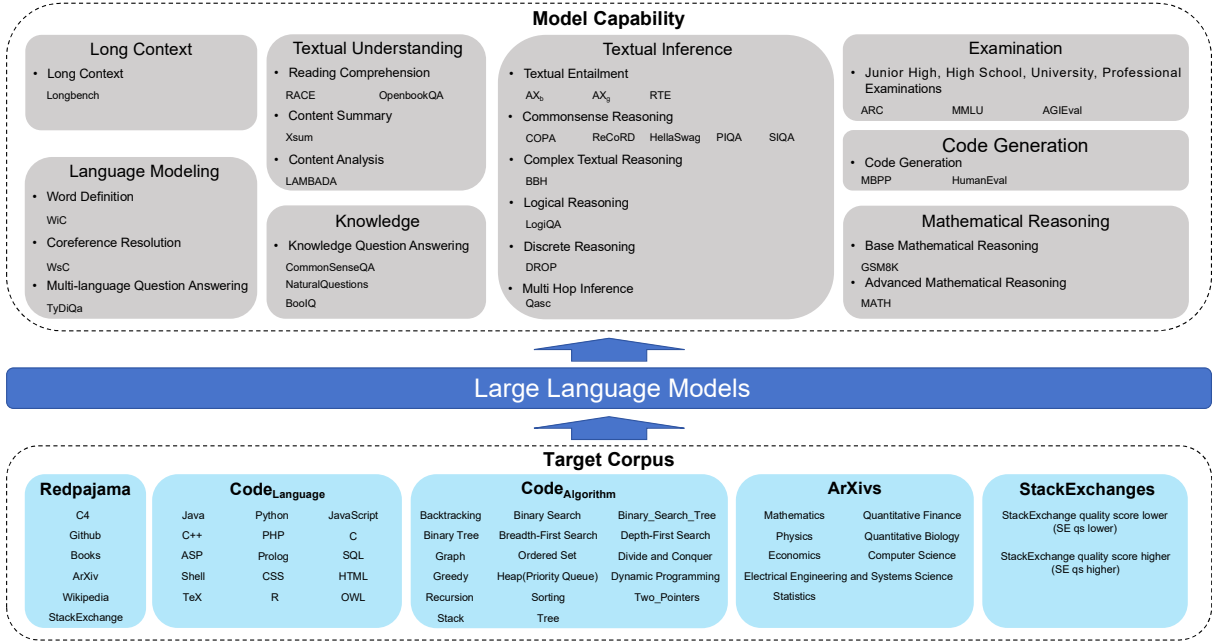 Model Capability
Long Context
• Long Context
Longbench
Language Modeling
• Word Definition
WiC
• Coreference Resolution
WsC
• Multi-language Question Answering
TyDiQa
Textual Understanding
• Reading Comprehension
RACE OpenbookQA
• Content Summary
Xsum
• Content Analysis
LAMBADA
Knowledge
• Knowledge Question Answering
CommonSenseQA
NaturalQuestions
BoolQ
Textual Inference
• Textual Entailment
AXb AXg RTE
• Commonsense Reasoning
COPA ReCoRD HellaSwag PIQA SIQA
• Complex Textual Reasoning
BBH
• Logical Reasoning
LogiQA
• Discrete Reasoning
DROP
• Multi Hop Inference
Qasc
Examination
• Junior High, High School, University, Professional
Examinations
ARC MMLU AGIEval
Code Generation
• Code Generation
MBPP HumanEval
Mathematical Reasoning
• Base Mathematical Reasoning
GSM8K
• Advanced Mathematical Reasoning
MATH
Large Language Models
Target Corpus
Redpajama
C4
Github
Books
ArXiv
Wikipedia
StackExchange
CodeLanguage
Java Python JavaScript
C++ PHP C
ASP Prolog SQL
Shell CSS HTML
TeX R OWL
CodeAlgorithm
Backtracking Binary Search Binary_Search_Tree
Binary Tree Breadth-First Search Depth-First Search
Graph Ordered Set Divide and Conquer
Greedy Heap(Priority Queue) Dynamic Programming
Recursion Sorting Two_Pointers
Stack Tree
ArXivs
Mathematics Quantitative Finance
Physics Quantitative Biology
Economics Computer Science
Electrical Engineering and Systems Science
Statistics
StackExchanges
StackExchange quality score lower
(SE qs lower)
StackExchange quality score higher
(SE qs higher)